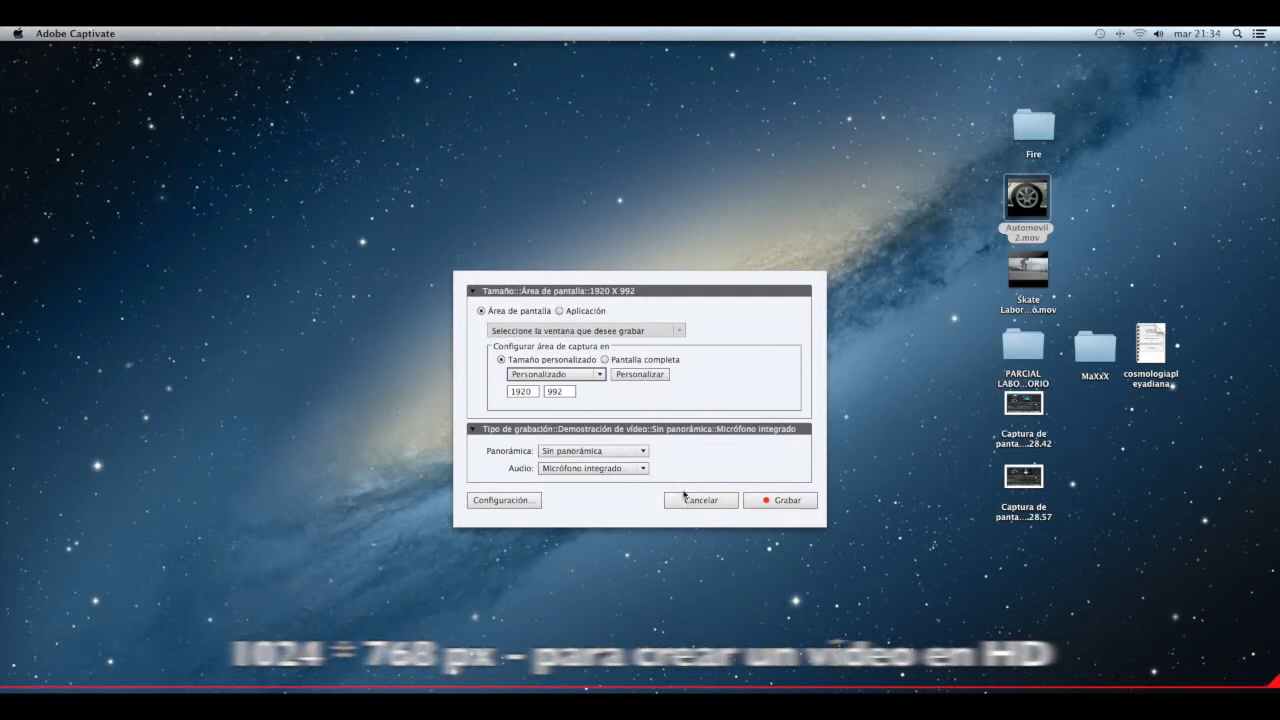 Adobe Captivate
mar 21:34
Fire
Automovil
2.mov
Skate
Labor...o.mov
PARCIAL
LABO...ORIO
MaXxX
cosmologiaple
yadiana
Captura de
panta....28.42
Captura de
panta....28.57
Tamaño:::Área de pantalla::1920 X 992
Área de pantalla Aplicación
Seleccione la ventana que desee grabar
Configurar área de captura en
Tamaño personalizado Pantalla completa
Personalizado Personalizar
1920 992
Tipo de grabación::Demostración de vídeo::Sin panorámica::Micrófono integrado
Panorámica: Sin panorámica
Audio: Micrófono integrado
Configuración... Cancelar Grabar
1024 * 768 px - para crear un vídeo en HD